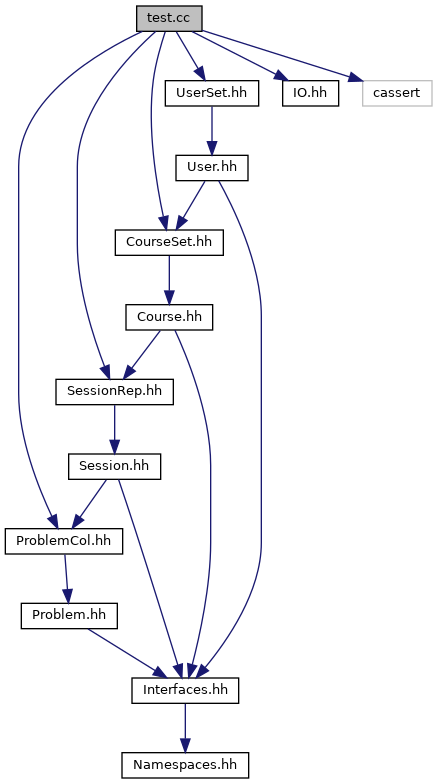 test.cc
UserSet.hh
IO.hh
cassert
User.hh
CourseSet.hh
Course.hh
SessionRep.hh
Session.hh
ProblemCol.hh
Problem.hh
Interfaces.hh
Namespaces.hh